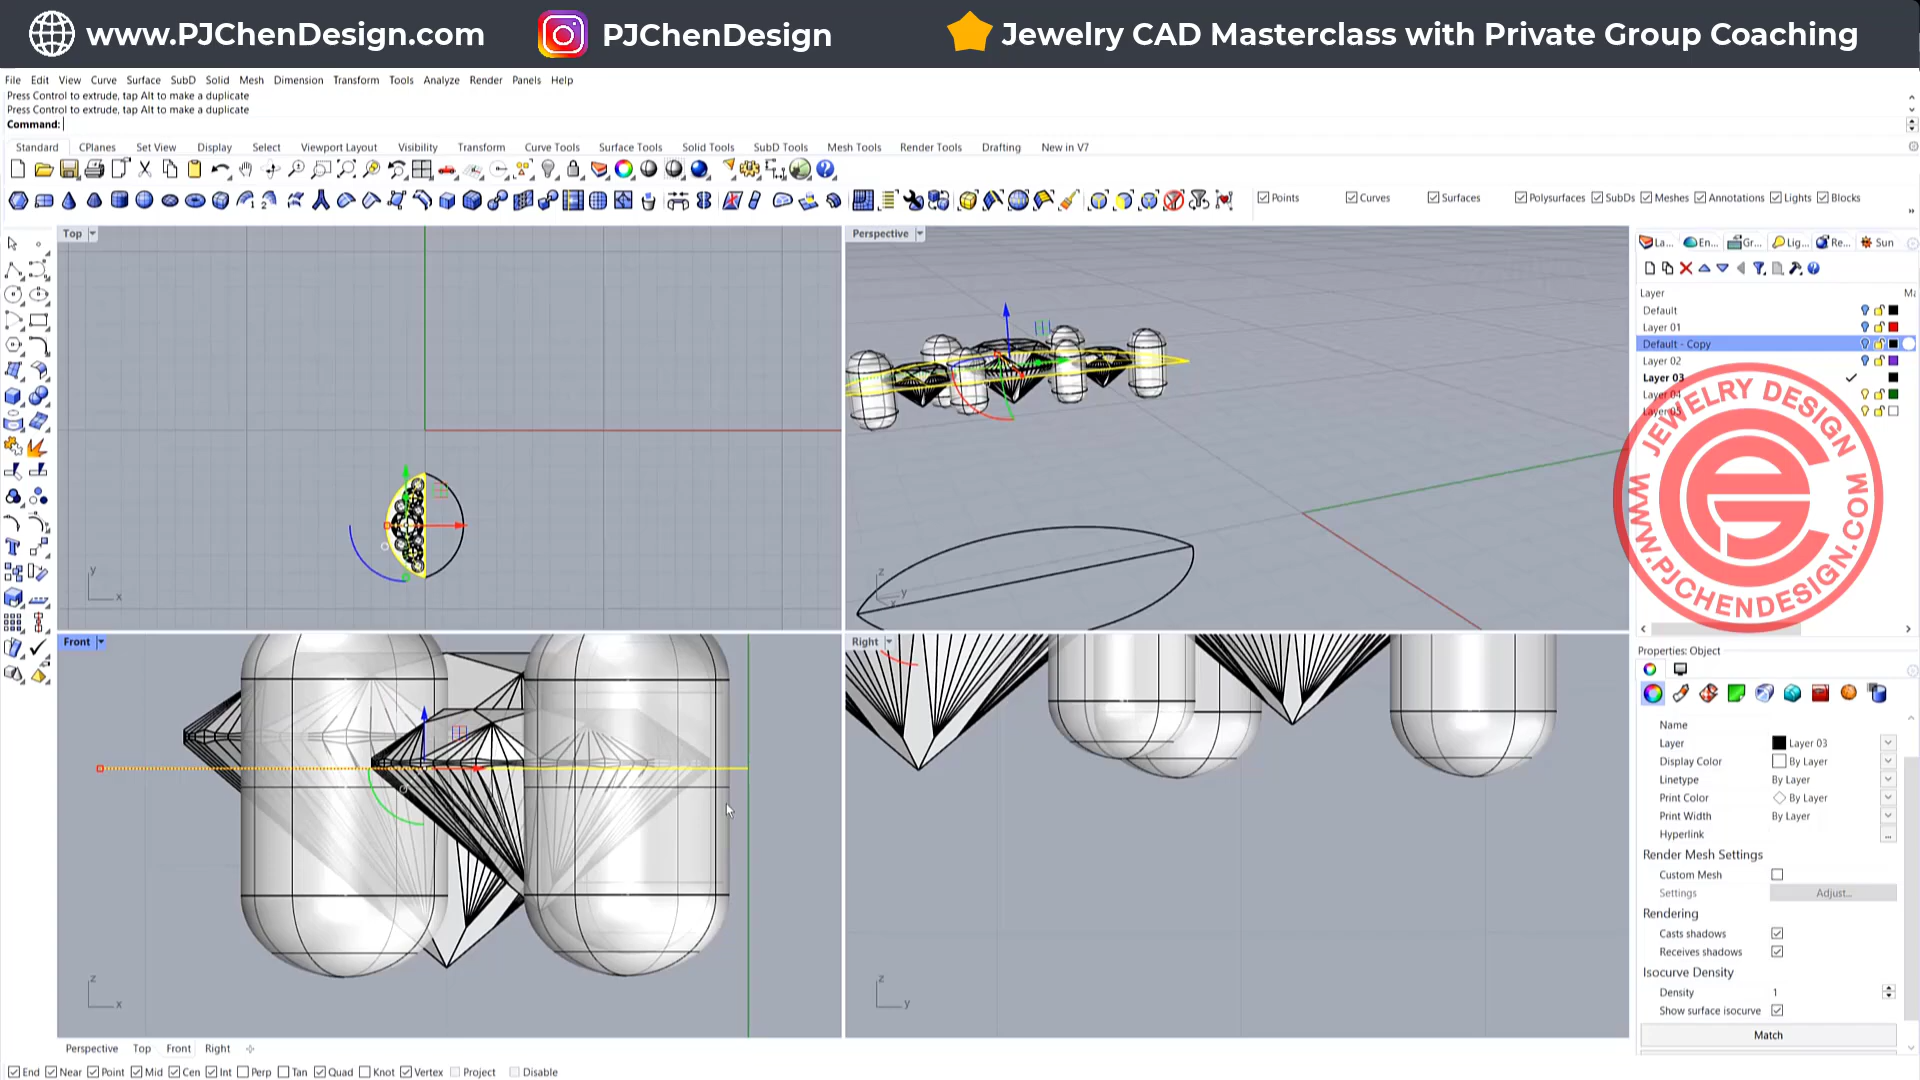 www.PJChenDesign.com PJChenDesign Jewelry CAD Masterclass with Private Group Coaching
File Edit View Curve Surface SubD Solid Mesh Dimension Transform Tools Analyze Render Panels Help
Press Control to extrude, tap Alt to make a duplicate
Press Control to extrude, tap Alt to make a duplicate
Command:
Standard CPlanes Set View Display Select Viewport Layout Visibility Transform Curve Tools Surface Tools Solid Tools SubD Tools Mesh Tools Render Tools Drafting New in V7
Points Curves Surfaces Polysurfaces SubDs Meshes Annotations Lights Blocks
Top Perspective
La... En... Gr... Lig... Re... Sun
Layer
Default
Layer 01
Default - Copy
Layer 02
Layer 03
JEWELRY DESIGN
WWW.PJCHENDESIGN.COM
y x
z y x
Front Right
z x
z y
Properties: Object
Name
Layer Layer 03
Display Color By Layer
Linetype By Layer
Print Color By Layer
Print Width By Layer
Hyperlink ...
Render Mesh Settings
Custom Mesh
Settings Adjust...
Rendering
Casts shadows
Receives shadows
Isocurve Density
Density 1
Show surface isocurve
Match
Perspective Top Front Right
End Near Point Mid Cen Int Perp Tan Quad Knot Vertex Project Disable